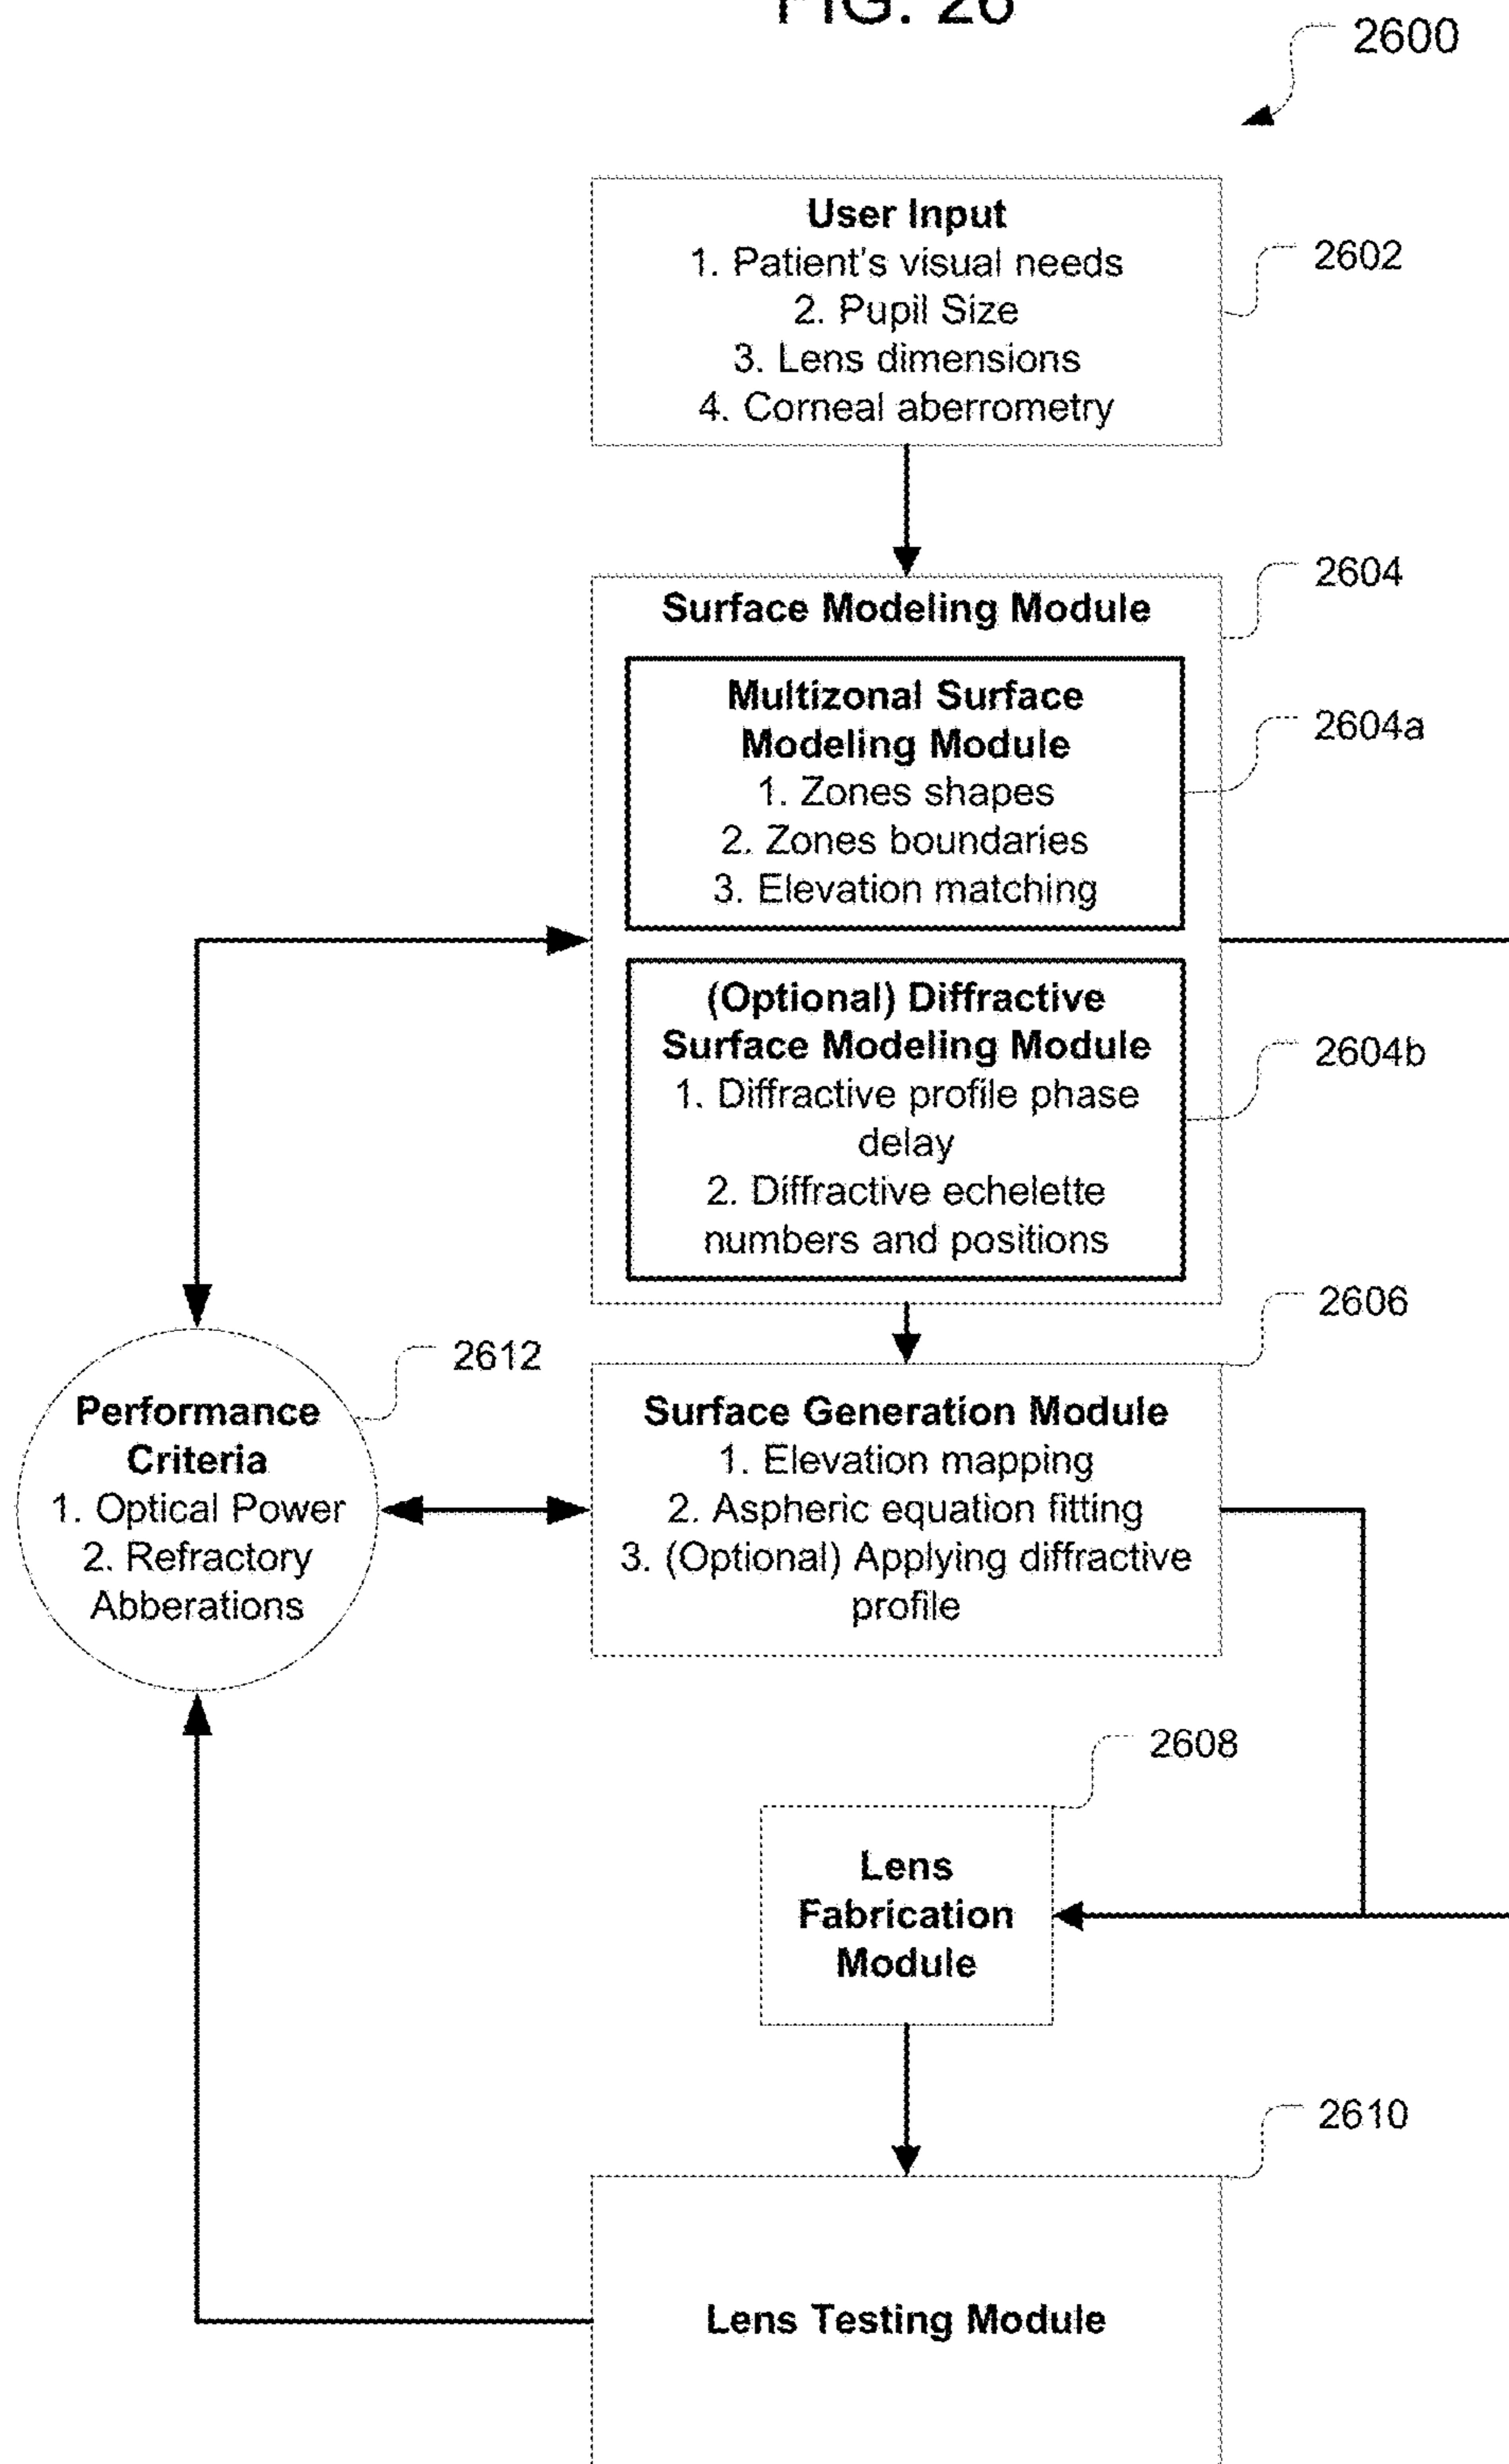 FIG. 26
2600
User Input
1. Patient's visual needs
2. Pupil Size
3. Lens dimensions
4. Corneal aberrometry
2602
Surface Modeling Module
2604
Multizonal Surface
Modeling Module
1. Zones shapes
2. Zones boundaries
3. Elevation matching
2604a
(Optional) Diffractive
Surface Modeling Module
1. Diffractive profile phase
delay
2. Diffractive echelette
numbers and positions
2604b
2606
2612
Performance
Criteria
1. Optical Power
2. Refractory
Abberations
Surface Generation Module
1. Elevation mapping
2. Aspheric equation fitting
3. (Optional) Applying diffractive
profile
2608
Lens
Fabrication
Module
2610
Lens Testing Module